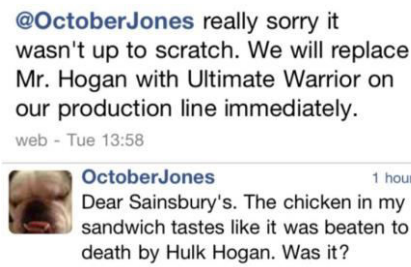 @OctoberJones really sorry it
wasn't up to scratch. We will replace
Mr. Hogan with Ultimate Warrior on
our production line immediately.
web - Tue 13:58
OctoberJones 1 hour
Dear Sainsbury's. The chicken in my
sandwich tastes like it was beaten to
death by Hulk Hogan. Was it?